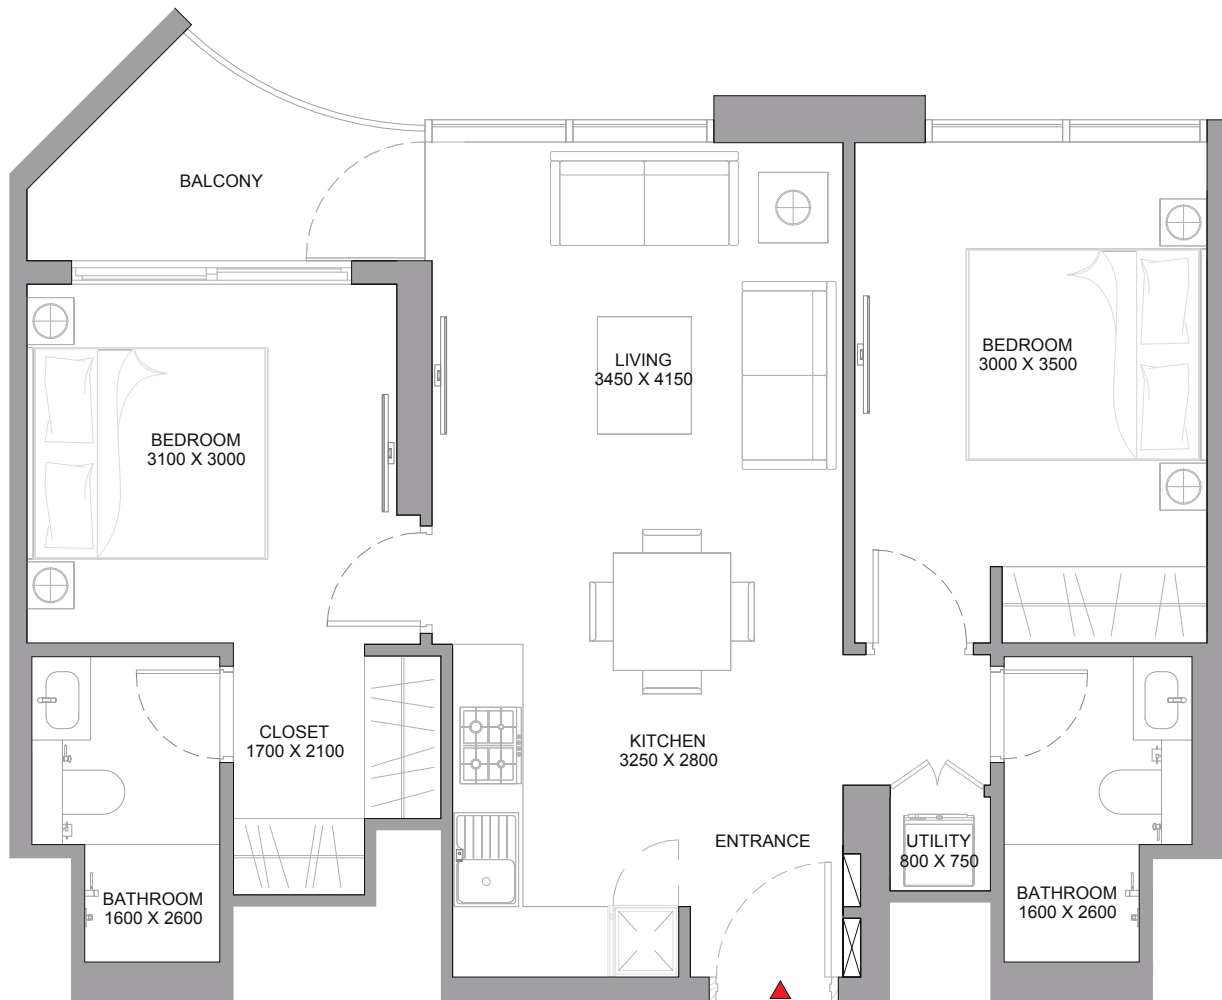 BALCONY
LIVING
3450 X 4150
BEDROOM
3000 X 3500
BEDROOM
3100 X 3000
CLOSET
1700 X 2100
KITCHEN
3250 X 2800
ENTRANCE
UTILITY
800 X 750
BATHROOM
1600 X 2600
BATHROOM
1600 X 2600